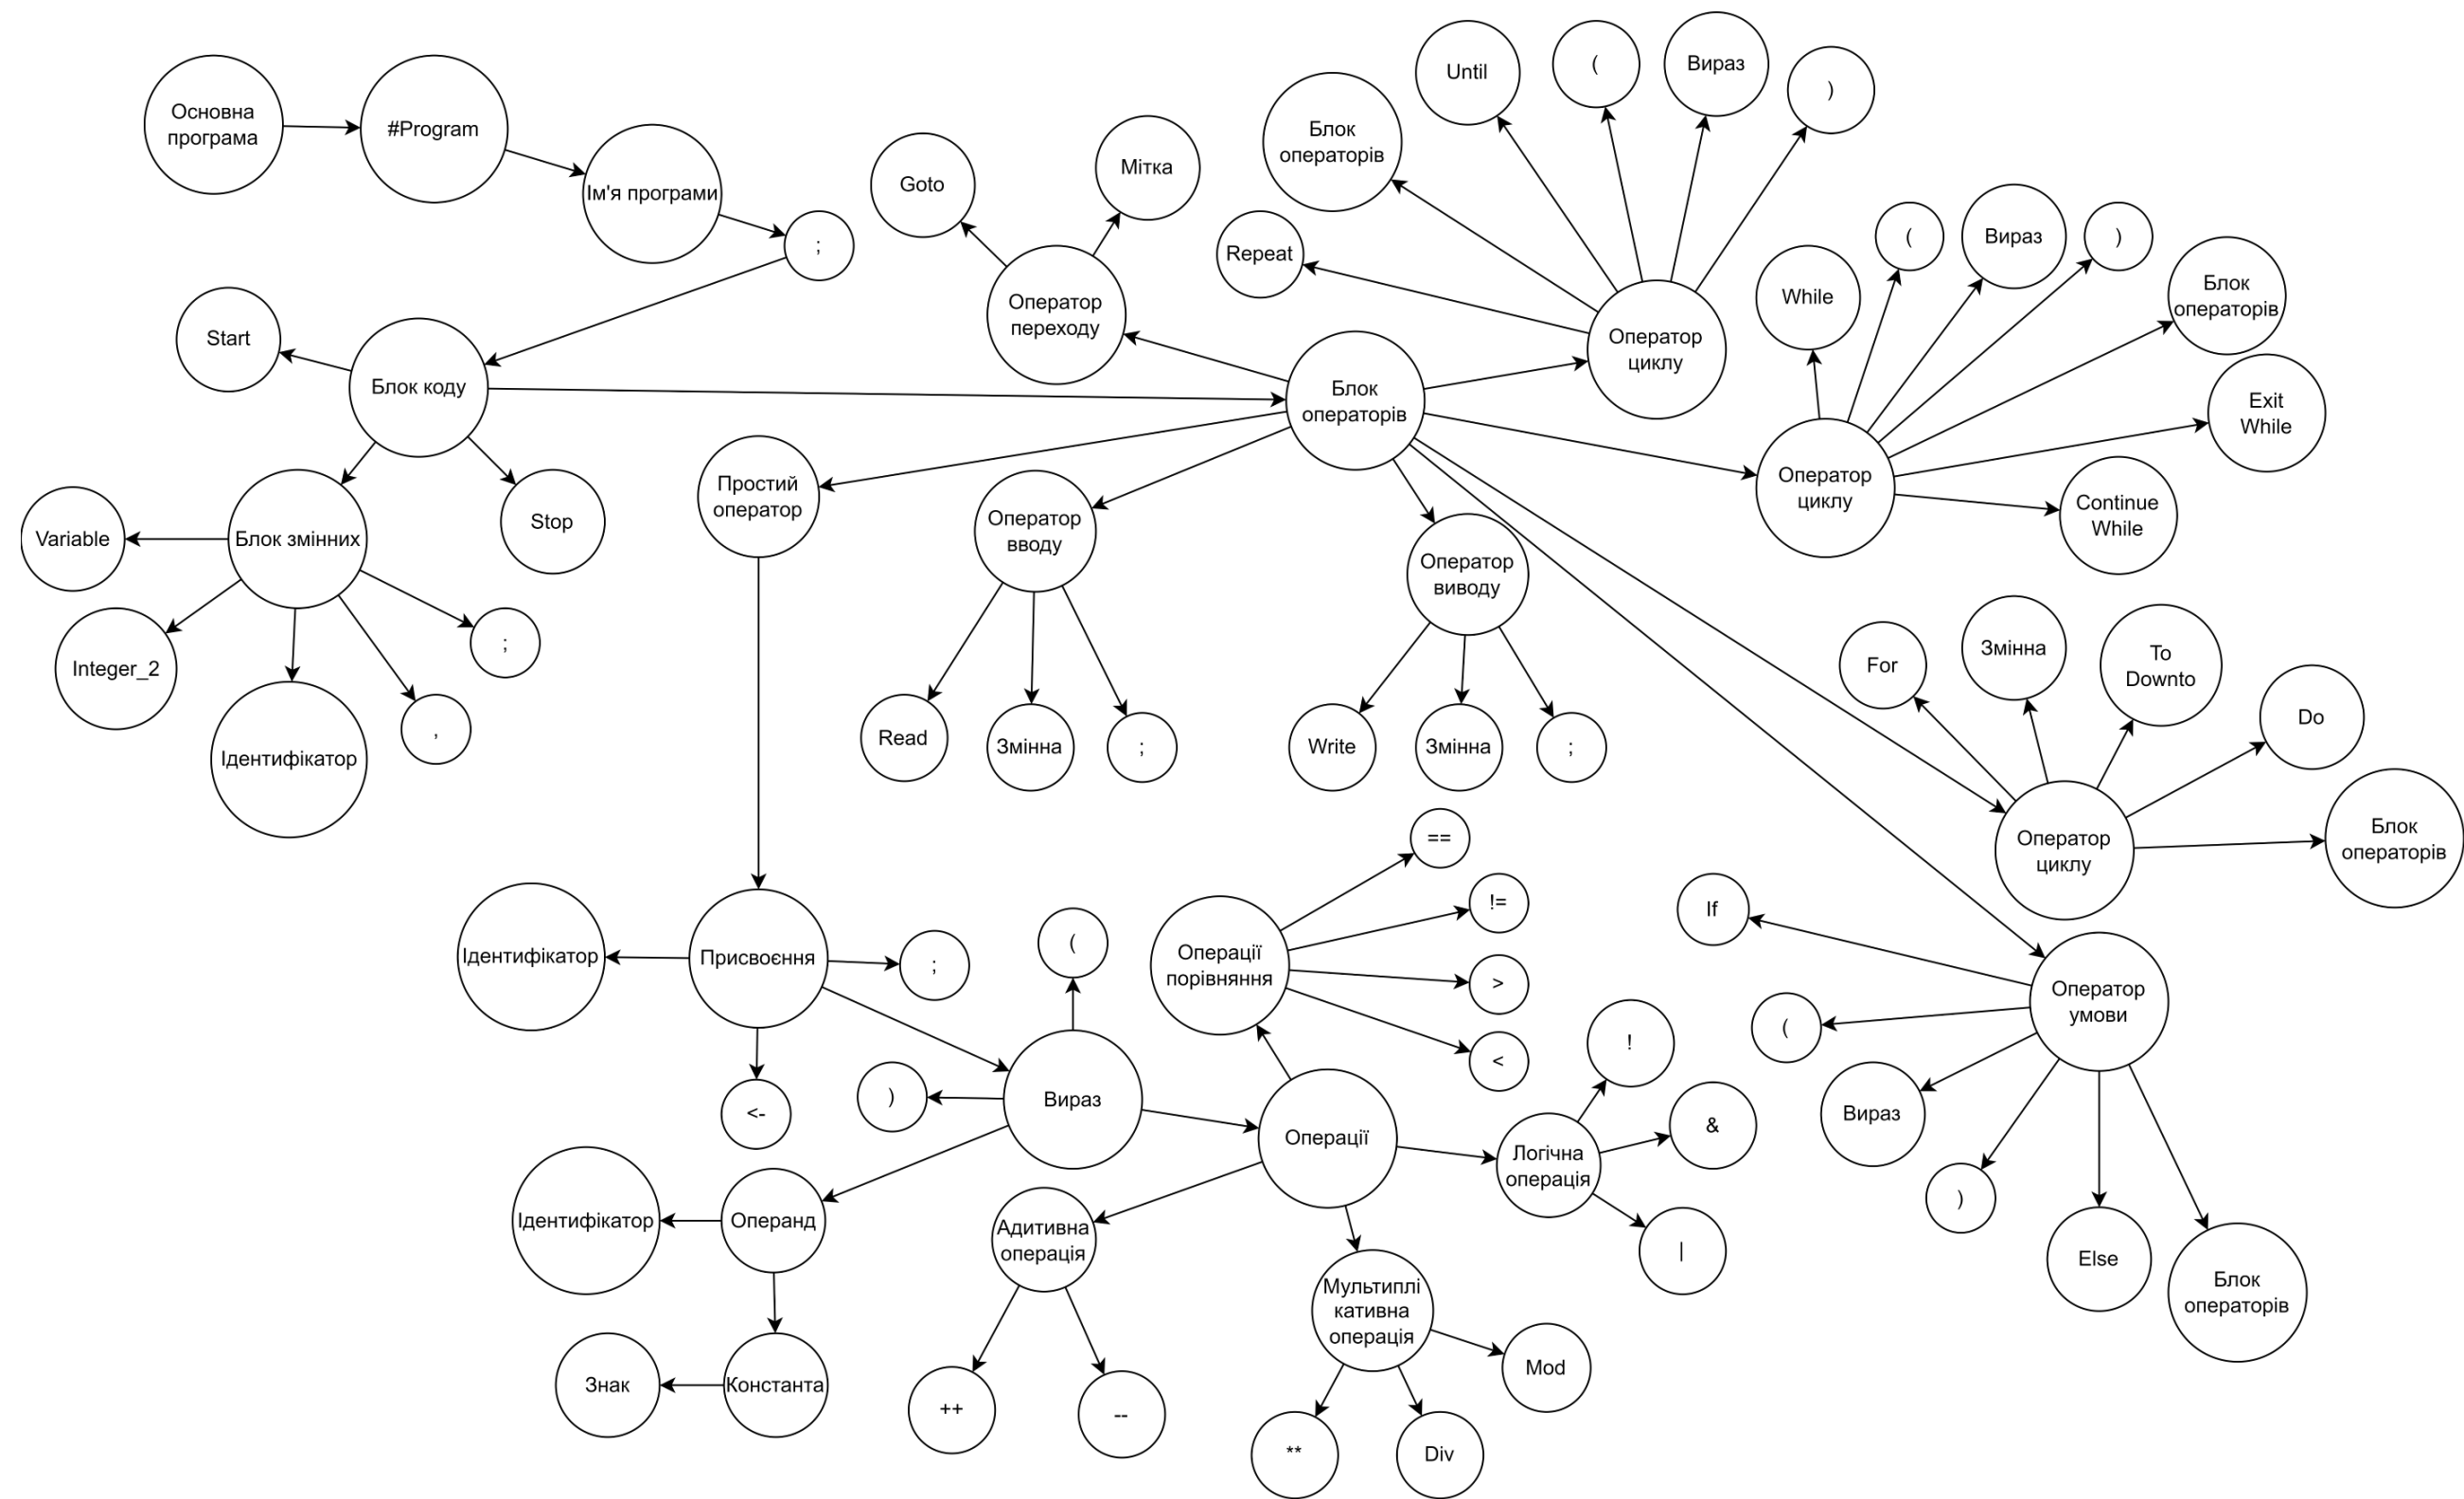 Основна
програма
#Program
Ім'я програми
;
Блок коду
Start
Stop
Блок змінних
Variable
Integer_2
Ідентифікатор
,
;
Goto
Мітка
Оператор
переходу
Блок
операторів
Repeat
Блок
операторів
Until
(
Вираз
)
Оператор
циклу
While
(
Вираз
)
Блок
операторів
Exit
While
Continue
While
Оператор
циклу
Простий
оператор
Оператор
вводу
Read
Змінна
;
Оператор
виводу
Write
Змінна
;
For
Змінна
To
Downto
Do
Блок
операторів
Оператор
циклу
If
(
Вираз
)
Else
Блок
операторів
Оператор
умови
Ідентифікатор
Присвоєння
;
<-
Вираз
(
)
Операнд
Ідентифікатор
Константа
Знак
Операції
Операції
порівняння
==
!=
>
<
Логічна
операція
!
&
|
Адитивна
операція
++
--
Мультиплі
кативна
операція
**
Div
Mod